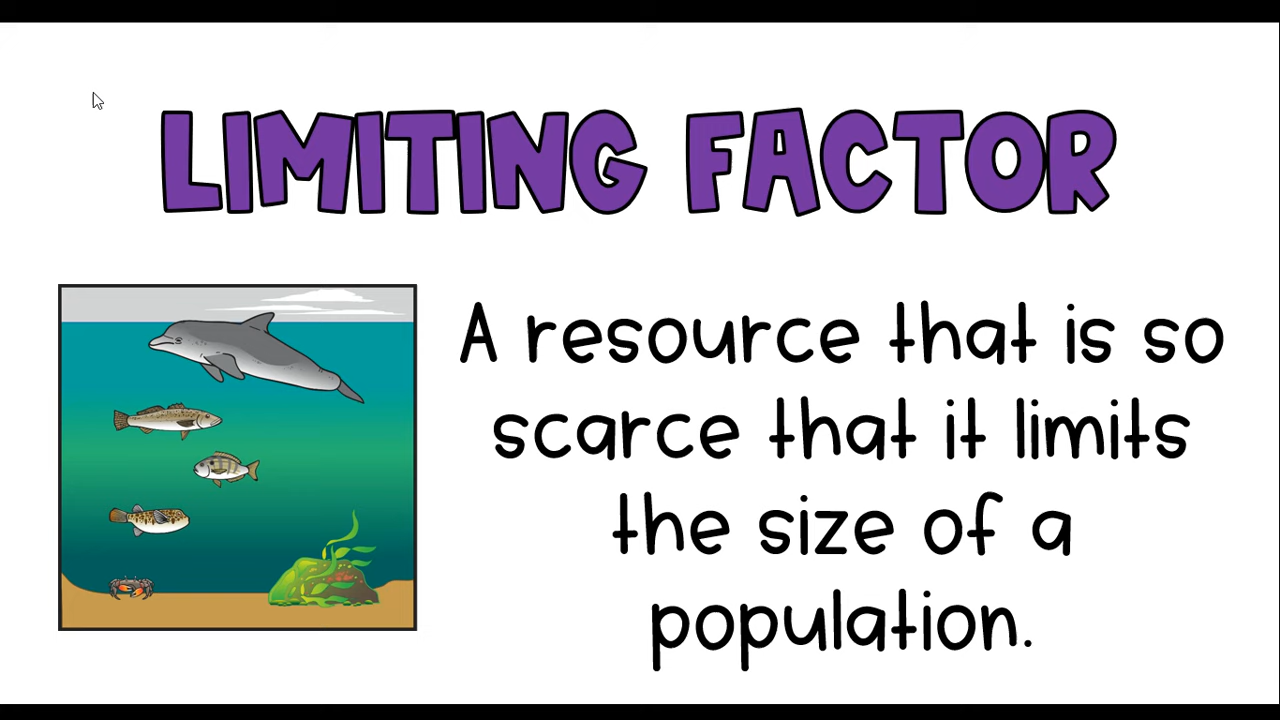 LIMITING FACTOR
A resource that is so
scarce that it limits
the size of a
population.